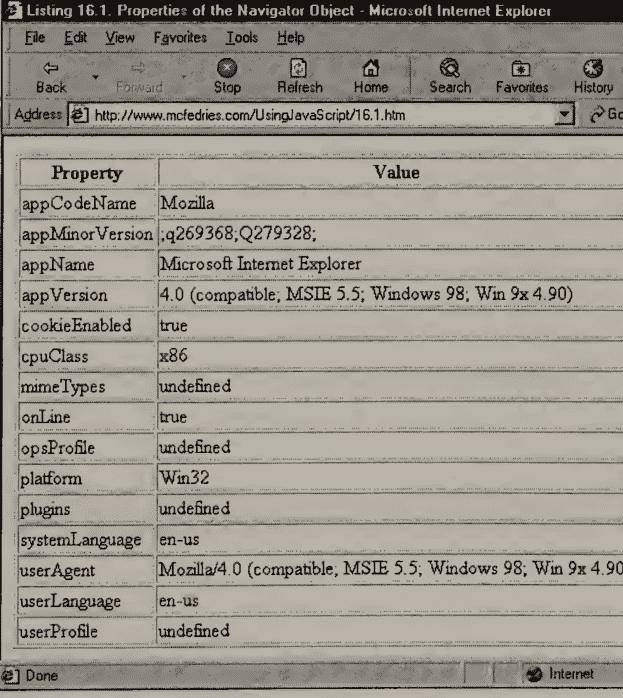 Listing 16.1. Properties of the Navigator Object - Microsoft Internet Explorer
File Edit View Favorites Tools Help
Back Forward Stop Refresh Home Search Favorites History
Address http://www.mcfedries.com/UsingJavaScript/16.1.htm Go
Property Value
appCodeName Mozilla
appMinorVersion ;q269368;Q279328;
appName Microsoft Internet Explorer
appVersion 4.0 (compatible; MSIE 5.5; Windows 98; Win 9x 4.90)
cookieEnabled true
cpuClass x86
mimeTypes undefined
onLine true
opsProfile undefined
platform Win32
plugins undefined
systemLanguage en-us
userAgent Mozilla/4.0 (compatible; MSIE 5.5; Windows 98; Win 9x 4.90
userLanguage en-us
userProfile undefined
Done Internet